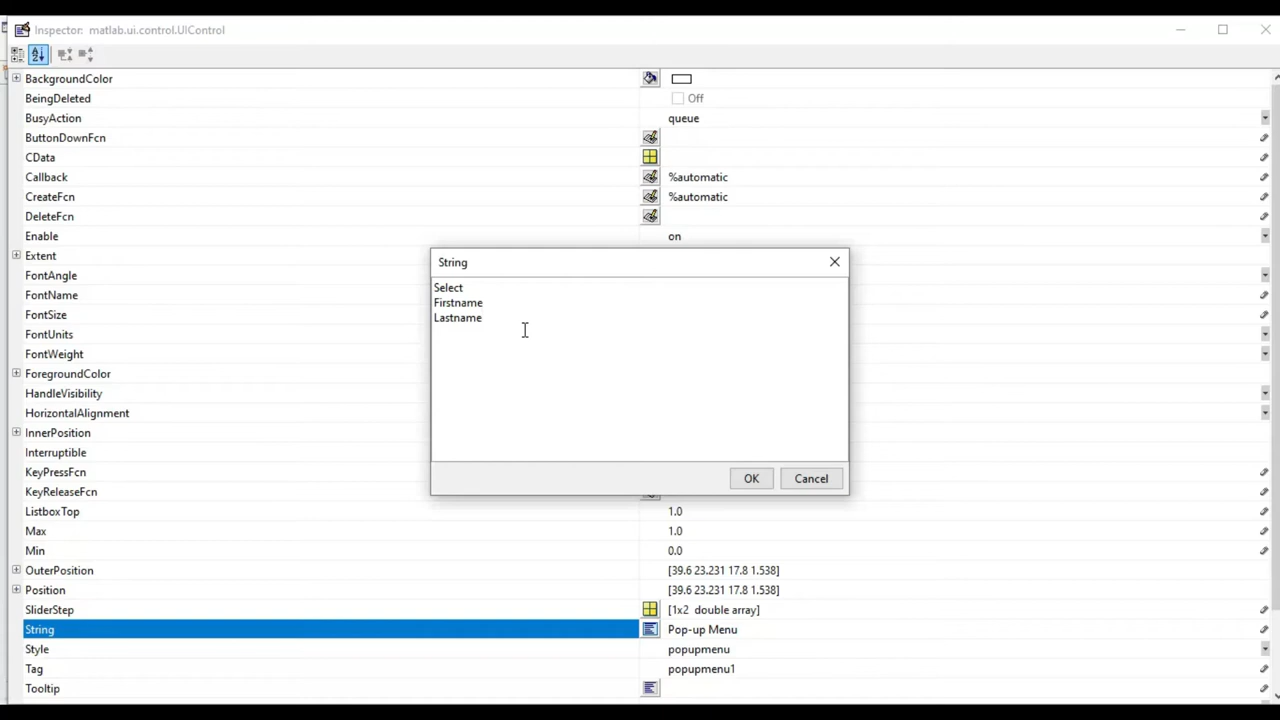 Inspector: matlab.ui.control.UIControl
BackgroundColor
BeingDeleted Off
BusyAction queue
ButtonDownFcn
CData
Callback %automatic
CreateFcn %automatic
DeleteFcn
Enable on
Extent
FontAngle
FontName
FontSize
FontUnits
FontWeight
ForegroundColor
HandleVisibility
HorizontalAlignment
InnerPosition
Interruptible
KeyPressFcn
KeyReleaseFcn
ListboxTop 1.0
Max 1.0
Min 0.0
OuterPosition [39.6 23.231 17.8 1.538]
Position [39.6 23.231 17.8 1.538]
SliderStep [1x2 double array]
String Pop-up Menu
Style popupmenu
Tag popupmenu1
Tooltip
String
Select
Firstname
Lastname
OK Cancel